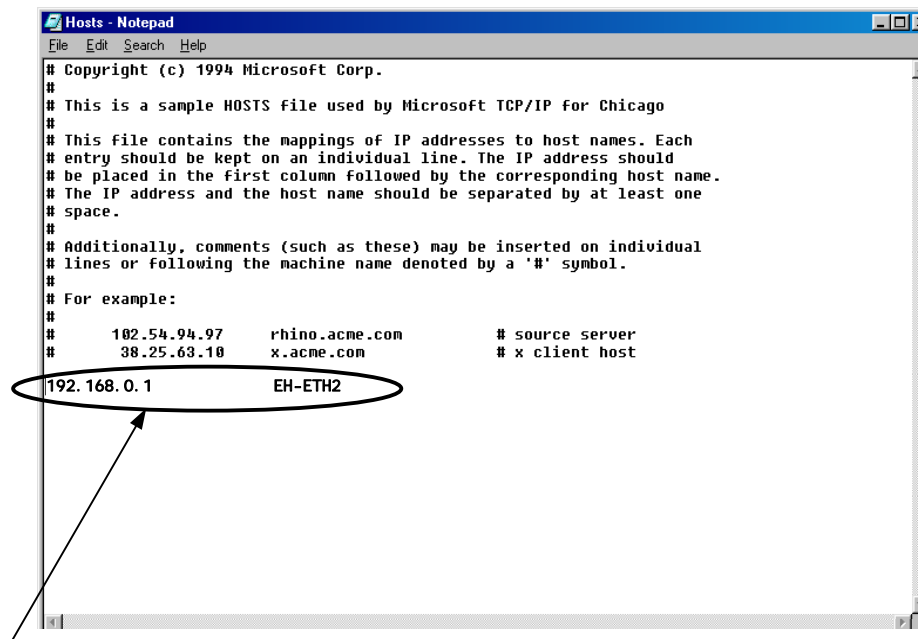 Hosts - Notepad
File Edit Search Help
# Copyright (c) 1994 Microsoft Corp.
#
# This is a sample HOSTS file used by Microsoft TCP/IP for Chicago
#
# This file contains the mappings of IP addresses to host names. Each
# entry should be kept on an individual line. The IP address should
# be placed in the first column followed by the corresponding host name.
# The IP address and the host name should be separated by at least one
# space.
#
# Additionally, comments (such as these) may be inserted on individual
# lines or following the machine name denoted by a '#' symbol.
#
# For example:
#
# 102.54.94.97 rhino.acme.com # source server
# 38.25.63.10 x.acme.com # x client host
192.168.0.1 EH-ETH2